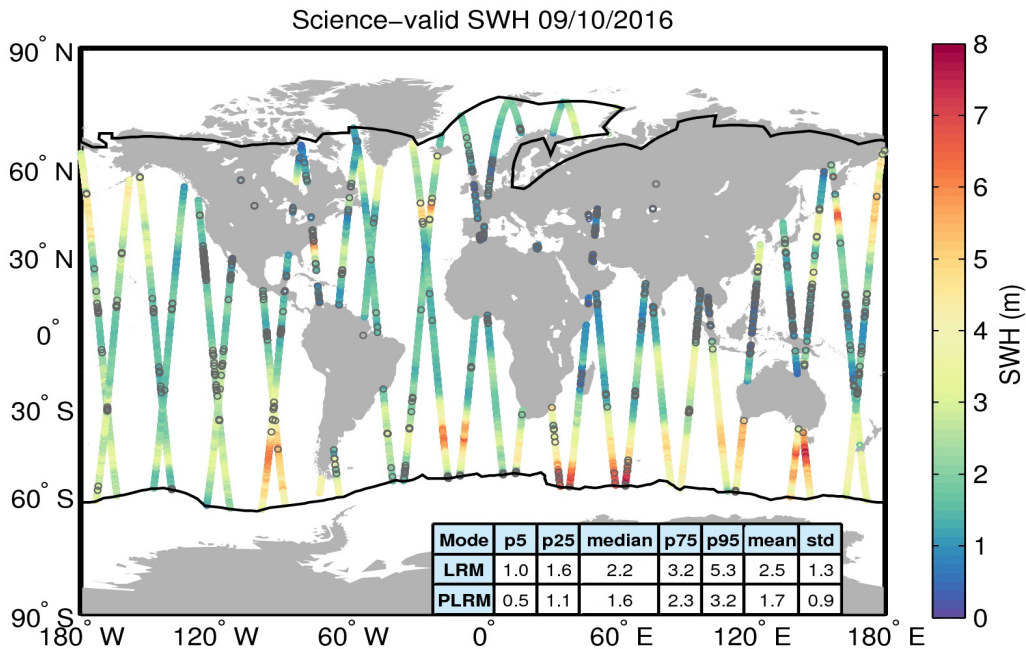 Science−valid SWH 09/10/2016
90° N
60° N
30° N
0°
30° S
60° S
90° S
180° W
120° W
60° W
0°
60° E
120° E
180° E
8
7
6
5
4
3
2
1
0
SWH (m)
Mode p5 p25 median p75 p95 mean std
LRM 1.0 1.6 2.2 3.2 5.3 2.5 1.3
PLRM 0.5 1.1 1.6 2.3 3.2 1.7 0.9